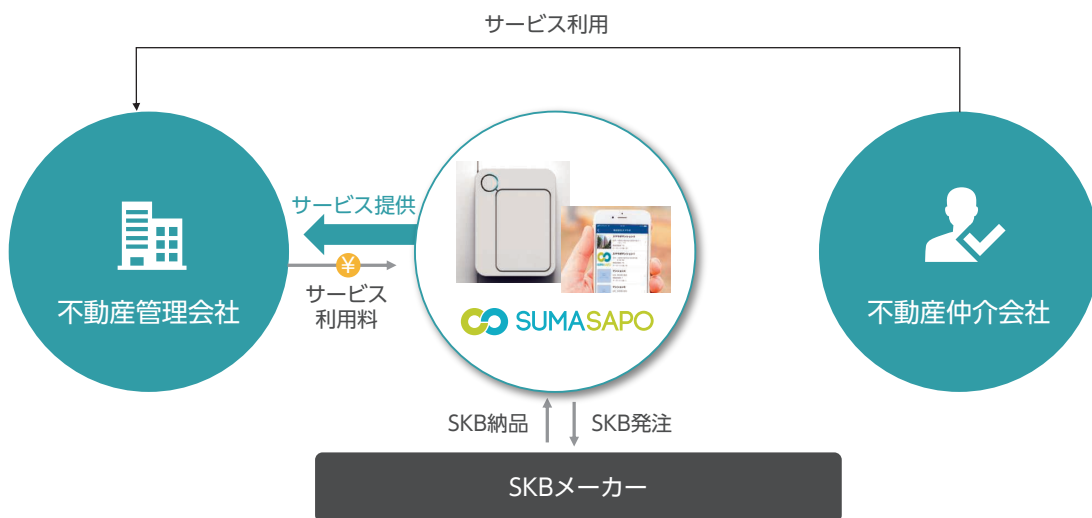 サービス利用
サービス提供
¥
サービス
利用料
不動産管理会社
SUMASAPO
不動産仲介会社
SKB納品
SKB発注
SKBメーカー